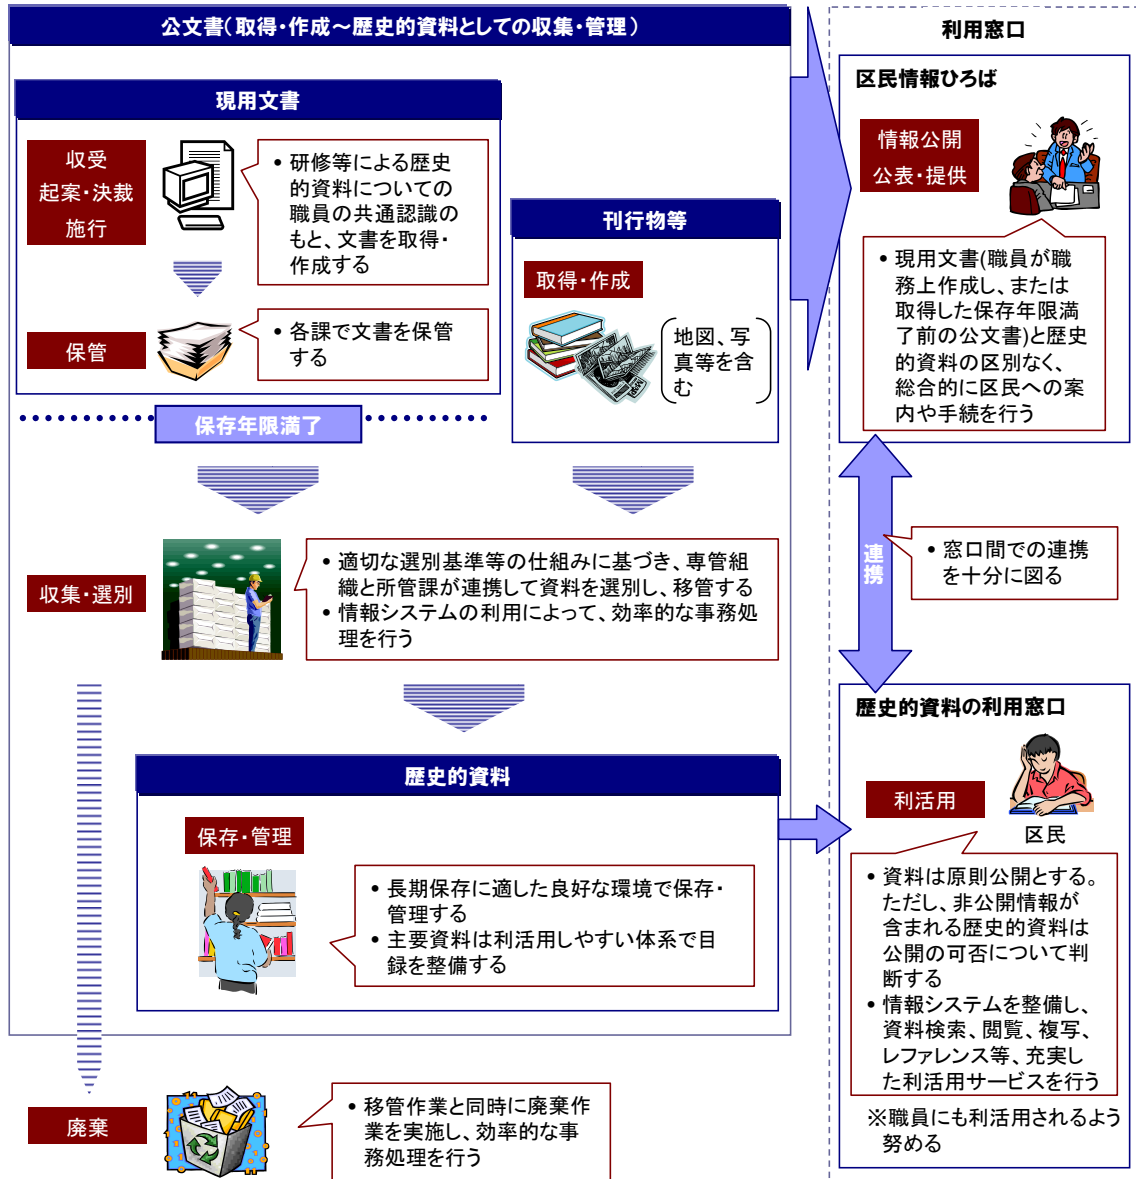 公文書(取得・作成～歴史的資料としての収集・管理)
現用文書
収受
起案・決裁
施行
• 研修等による歴史
的資料についての
職員の共通認識の
もと、文書を取得・
作成する
保管
• 各課で文書を保管
する
保存年限満了
刊行物等
取得・作成
地図、写
真等を含
む
収集・選別
• 適切な選別基準等の仕組みに基づき、専管組
織と所管課が連携して資料を選別し、移管する
• 情報システムの利用によって、効率的な事務処
理を行う
歴史的資料
保存・管理
• 長期保存に適した良好な環境で保存・
管理する
• 主要資料は利活用しやすい体系で目
録を整備する
廃棄
• 移管作業と同時に廃棄作
業を実施し、効率的な事
務処理を行う
利用窓口
区民情報ひろば
情報公開
公表・提供
• 現用文書(職員が職
務上作成し、または
取得した保存年限満
了前の公文書)と歴史
的資料の区別なく、
総合的に区民への案
内や手続を行う
連携
• 窓口間での連携
を十分に図る
歴史的資料の利用窓口
利活用
区民
• 資料は原則公開とする。
ただし、非公開情報が
含まれる歴史的資料は
公開の可否について判
断する
• 情報システムを整備し、
資料検索、閲覧、複写、
レファレンス等、充実し
た利活用サービスを行う
※職員にも利活用されるよう
努める